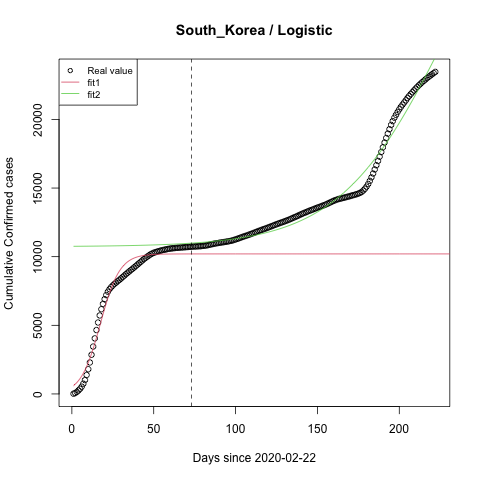 South_Korea / Logistic
Real value
fit1
fit2
Cumulative Confirmed cases
0
5000
10000
15000
20000
0
50
100
150
200
Days since 2020-02-22